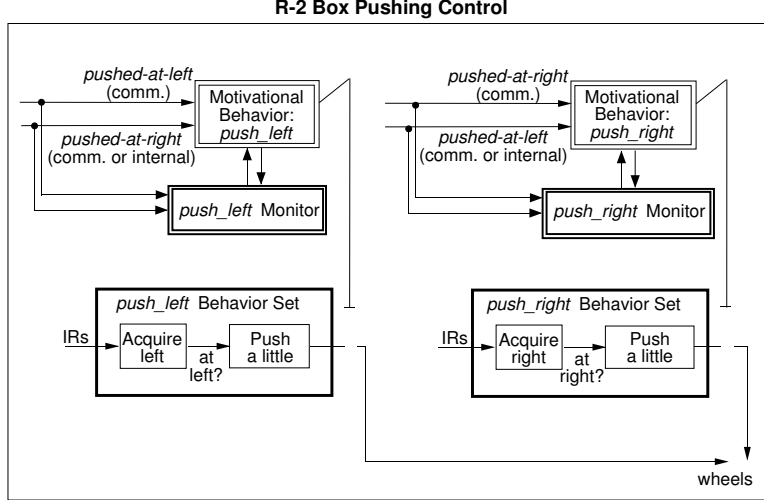 R-2 Box Pushing Control
pushed-at-left
(comm.)
pushed-at-right
(comm. or internal)
Motivational
Behavior:
push_left
push_left Monitor
pushed-at-right
(comm.)
pushed-at-left
(comm. or internal)
Motivational
Behavior:
push_right
push_right Monitor
push_left Behavior Set
IRs
Acquire
left
at
left?
Push
a little
push_right Behavior Set
IRs
Acquire
right
at
right?
Push
a little
wheels